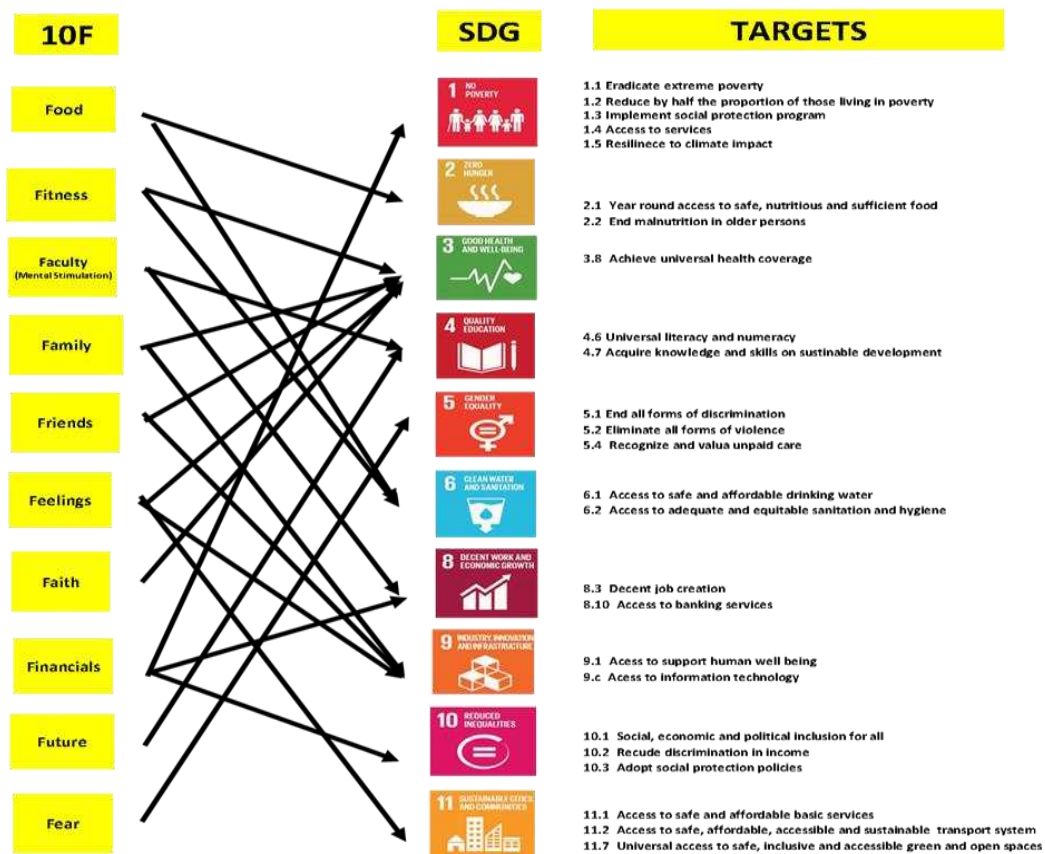 10F
SDG
TARGETS
Food
1 NO POVERTY
1.1 Eradicate extreme poverty
1.2 Reduce by half the proportion of those living in poverty
1.3 Implement social protection program
1.4 Access to services
1.5 Resilinece to climate impact
Fitness
2 ZERO HUNGER
2.1 Year round access to safe, nutritious and sufficient food
2.2 End malnutrition in older persons
Faculty
(Mental Stimulation)
3 GOOD HEALTH AND WELL-BEING
3.8 Achieve universal health coverage
Family
4 QUALITY EDUCATION
4.6 Universal literacy and numeracy
4.7 Acquire knowledge and skills on sustinable development
Friends
5 GENDER EQUALITY
5.1 End all forms of discrimination
5.2 Eliminate all forms of violence
5.4 Recognize and valua unpaid care
Feelings
6 CLEAN WATER AND SANITATION
6.1 Access to safe and affordable drinking water
6.2 Access to adequate and equitable sanitation and hygiene
Faith
8 DECENT WORK AND ECONOMIC GROWTH
8.3 Decent job creation
8.10 Access to banking services
Financials
9 INDUSTRY, INNOVATION AND INFRASTRUCTURE
9.1 Acess to support human well being
9.c Acess to information technology
Future
10 REDUCED INEQUALITIES
10.1 Social, economic and political inclusion for all
10.2 Recude discrimination in income
10.3 Adopt social protection policies
Fear
11 SUSTAINABLE CITIES AND COMMUNITIES
11.1 Access to safe and affordable basic services
11.2 Access to safe, affordable, accessible and sustainable transport system
11.7 Universal access to safe, inclusive and accessible green and open spaces